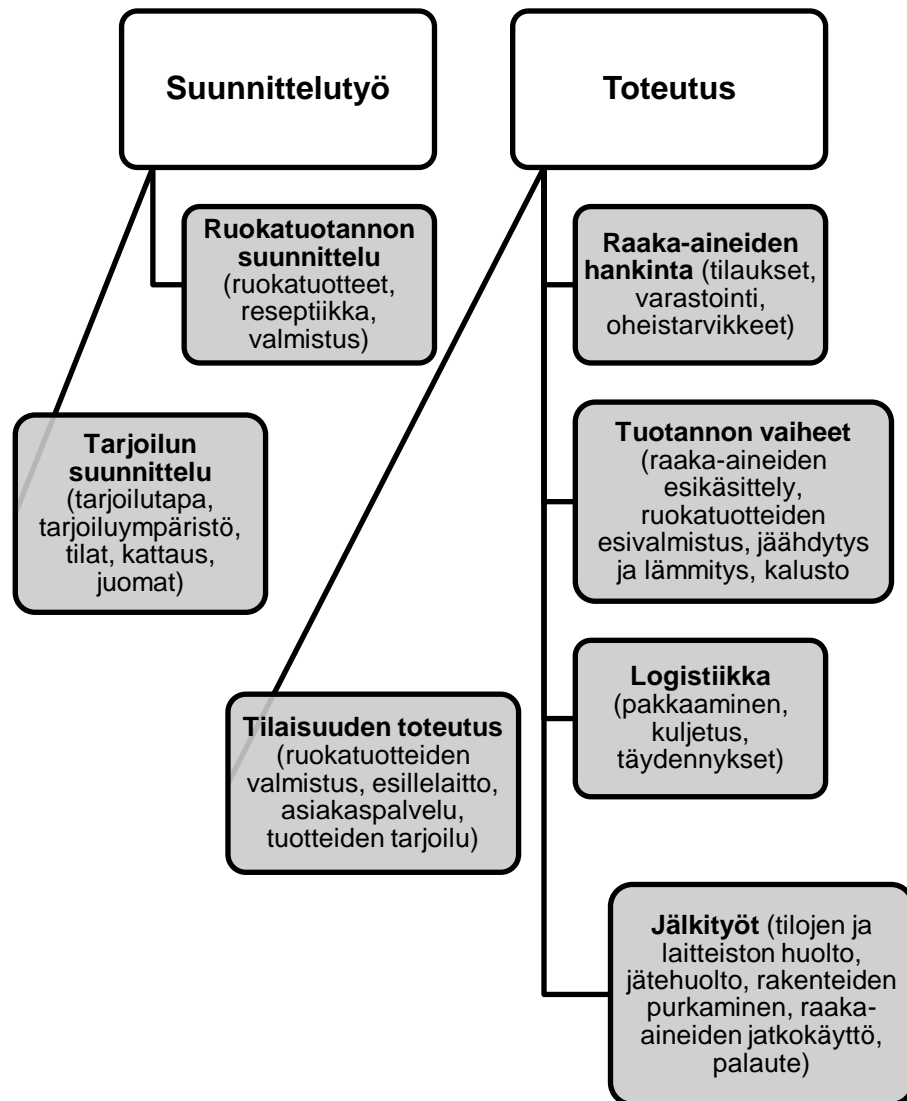 Suunnittelutyö
Ruokatuotannon
suunnittelu
(ruokatuotteet,
reseptiikka,
valmistus)
Tarjoilun
suunnittelu
(tarjoilutapa,
tarjoiluympäristö,
tilat, kattaus,
juomat)
Toteutus
Raaka-aineiden
hankinta (tilaukset,
varastointi,
oheistarvikkeet)
Tuotannon vaiheet
(raaka-aineiden
esikäsittely,
ruokatuotteiden
esivalmistus, jäähdytys
ja lämmitys, kalusto
Logistiikka
(pakkaaminen,
kuljetus,
täydennykset)
Tilaisuuden toteutus
(ruokatuotteiden
valmistus, esillelaitto,
asiakaspalvelu,
tuotteiden tarjoilu)
Jälkityöt (tilojen ja
laitteiston huolto,
jätehuolto, rakenteiden
purkaminen, raaka-
aineiden jatkokäyttö,
palaute)